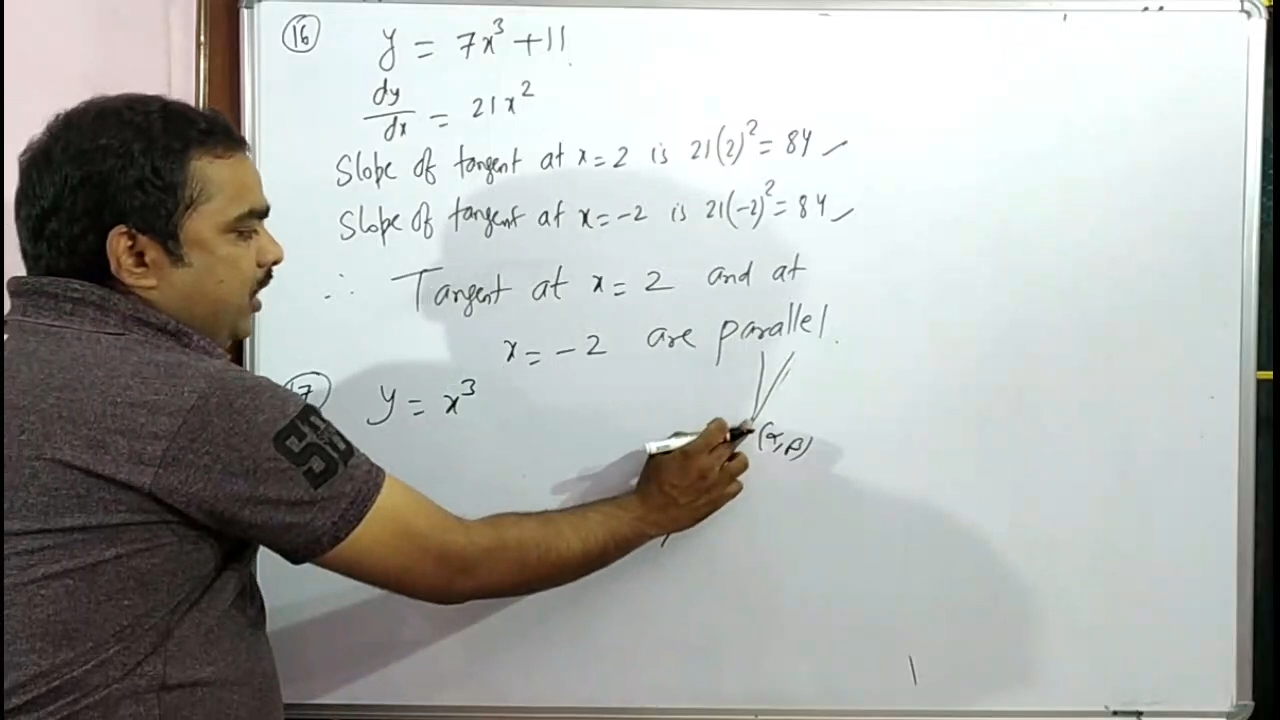 16
y = 7x³ + 11
dy/dx = 21x²
Slope of tangent at x = 2 is 21(2)² = 84
Slope of tangent at x = -2 is 21(-2)² = 84
∴ Tangent at x = 2 and at
x = -2 are parallel.
17 y = x³
(α, β)